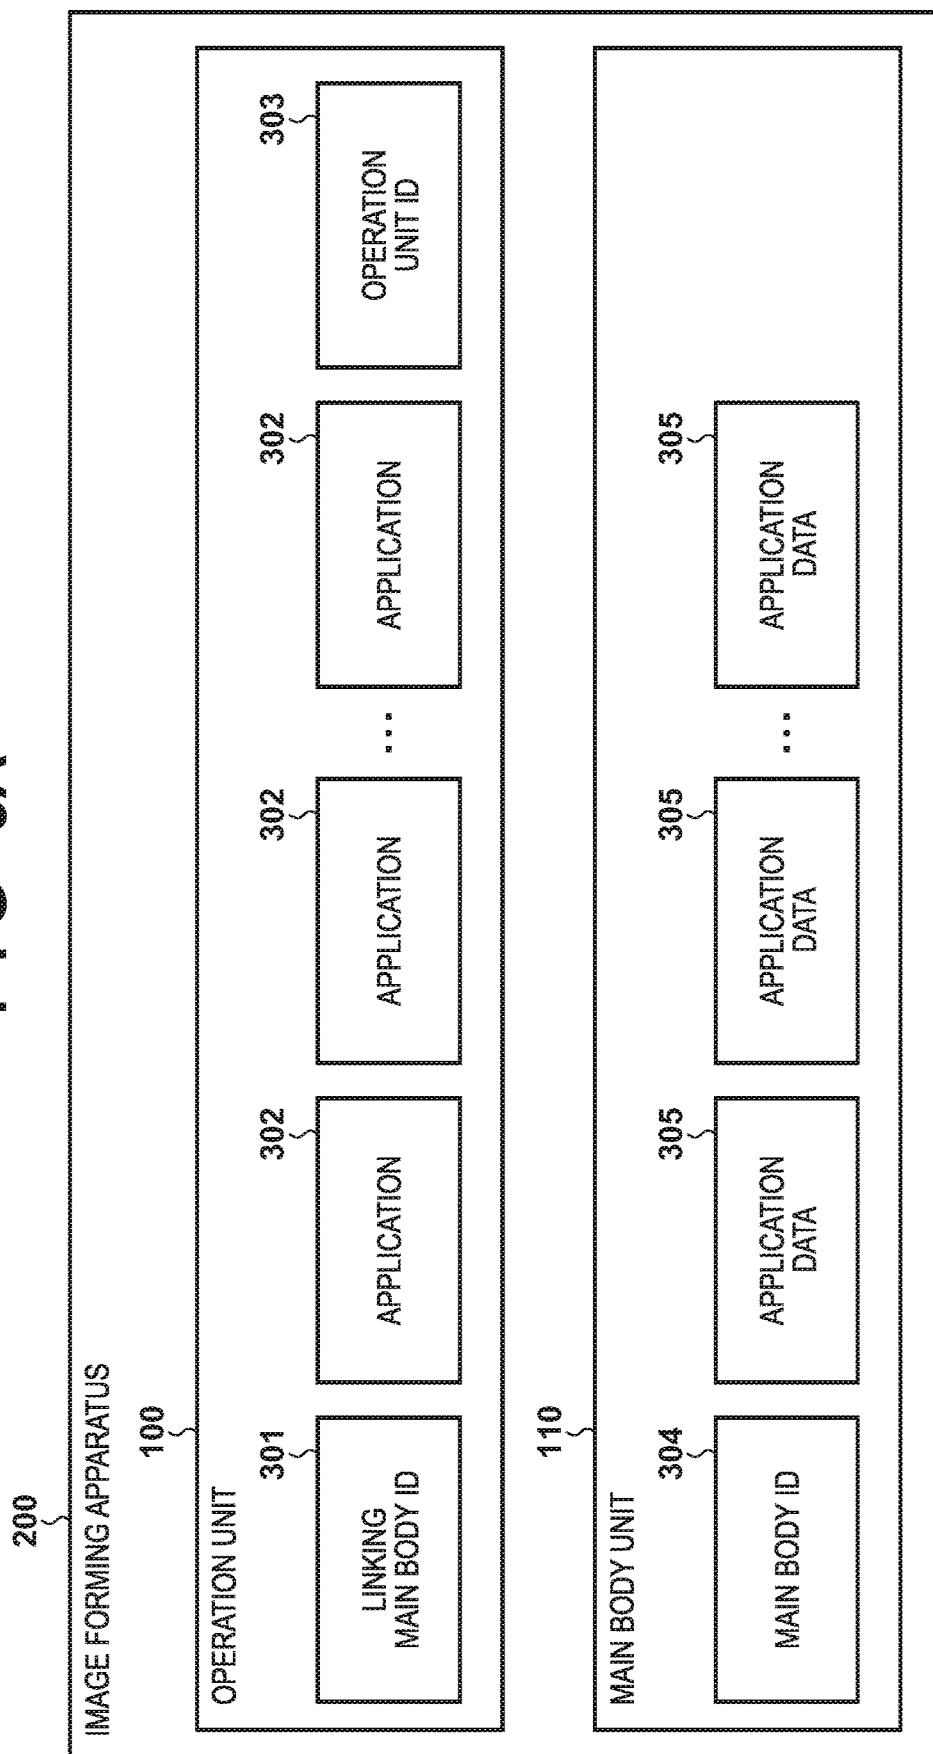 200
IMAGE FORMING APPARATUS
100
OPERATION UNIT
301
LINKING
MAIN BODY ID
302
APPLICATION
302
APPLICATION
...
302
APPLICATION
303
OPERATION
UNIT ID
110
MAIN BODY UNIT
304
MAIN BODY ID
305
APPLICATION
DATA
305
APPLICATION
DATA
...
305
APPLICATION
DATA